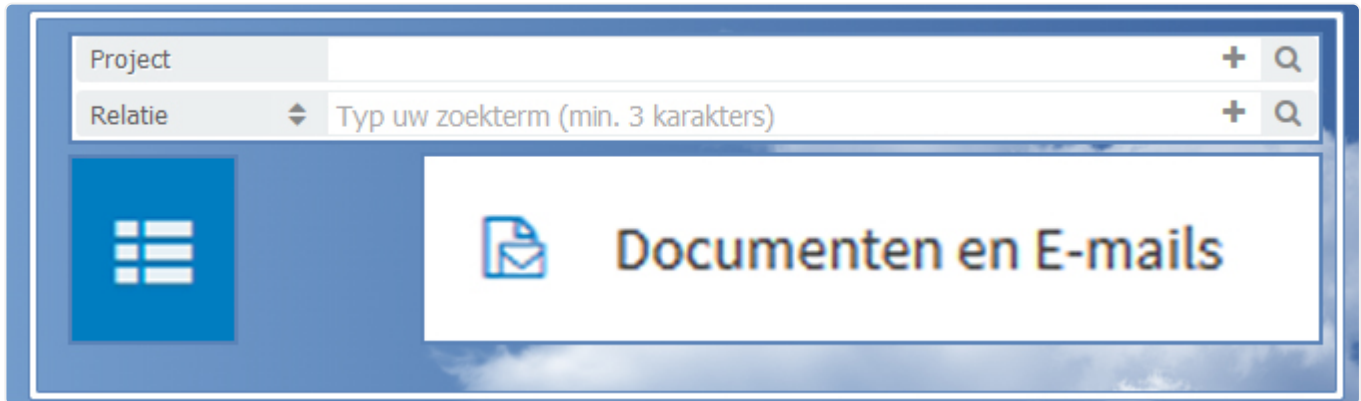 Project
Relatie Typ uw zoekterm (min. 3 karakters)
Documenten en E-mails